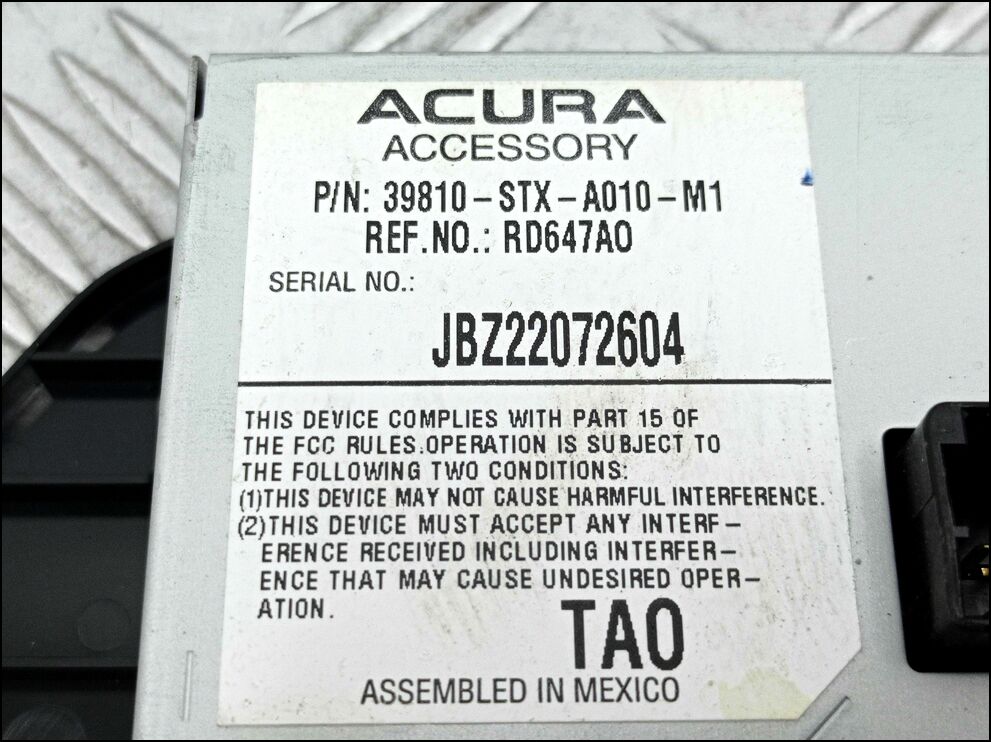 ACURA
ACCESSORY
P/N: 39810-STX-A010-M1
REF.NO.: RD647A0
SERIAL NO.:
JBZ22072604
THIS DEVICE COMPLIES WITH PART 15 OF
THE FCC RULES.OPERATION IS SUBJECT TO
THE FOLLOWING TWO CONDITIONS:
(1)THIS DEVICE MAY NOT CAUSE HARMFUL INTERFERENCE.
(2)THIS DEVICE MUST ACCEPT ANY INTERF-
ERENCE RECEIVED INCLUDING INTERFER-
ENCE THAT MAY CAUSE UNDESIRED OPER-
ATION.
TA0
ASSEMBLED IN MEXICO